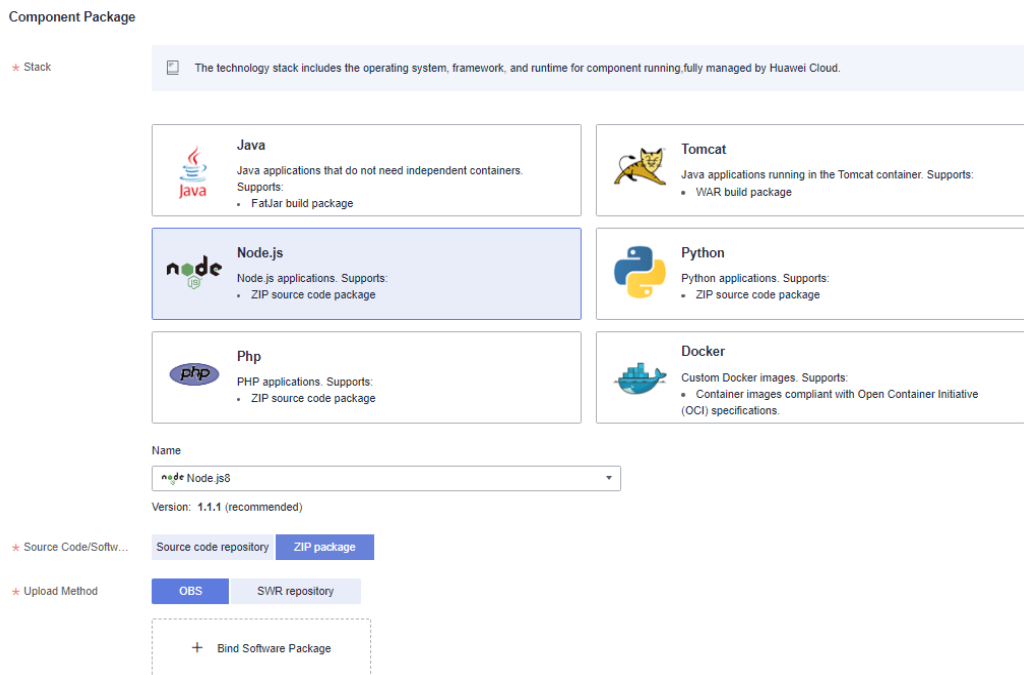 Component Package
* Stack
The technology stack includes the operating system, framework, and runtime for component running,fully managed by Huawei Cloud.
Java
Java
Java applications that do not need independent containers.
Supports:
• FatJar build package
Tomcat
Java applications running in the Tomcat container. Supports:
• WAR build package
node
JS
Node.js
Node.js applications. Supports:
• ZIP source code package
Python
Python applications. Supports:
• ZIP source code package
php
Php
PHP applications. Supports:
• ZIP source code package
Docker
Custom Docker images. Supports:
• Container images compliant with Open Container Initiative
(OCI) specifications.
Name
node Node.js8
Version: 1.1.1 (recommended)
* Source Code/Softw...
Source code repository
ZIP package
* Upload Method
OBS
SWR repository
+ Bind Software Package